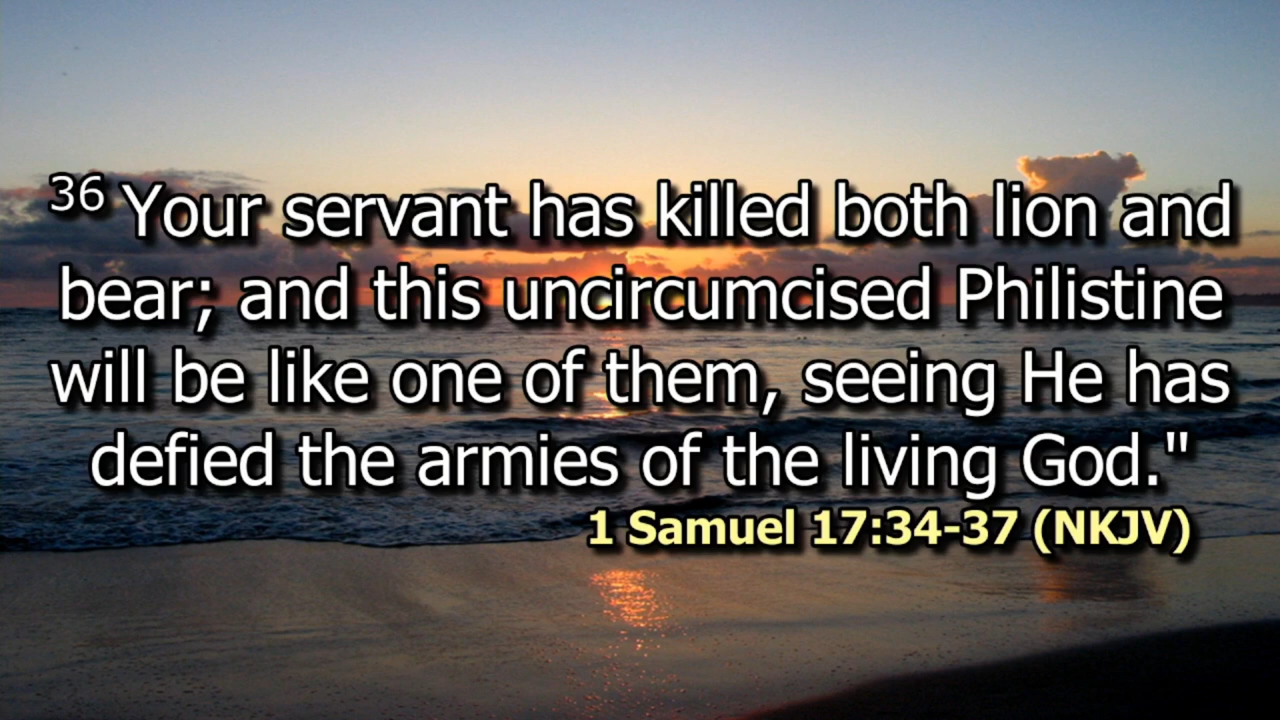 36 Your servant has killed both lion and
bear; and this uncircumcised Philistine
will be like one of them, seeing He has
defied the armies of the living God."
1 Samuel 17:34-37 (NKJV)